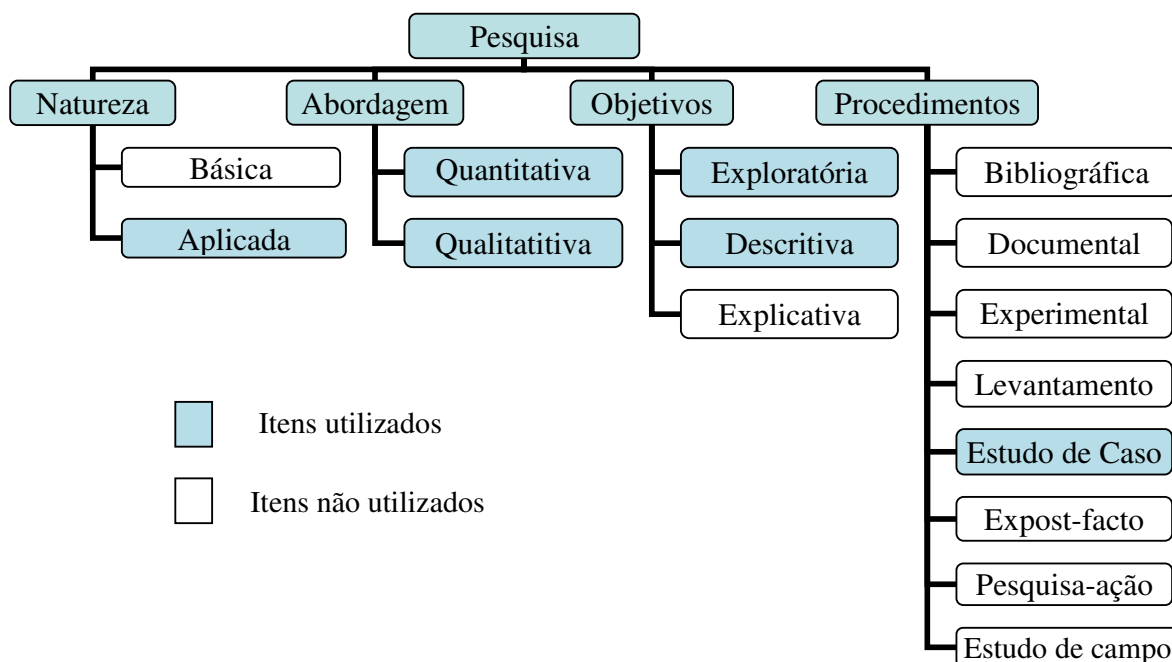 Pesquisa
Natureza
Abordagem
Objetivos
Procedimentos
Básica
Aplicada
Quantitativa
Qualitatitiva
Exploratória
Descritiva
Explicativa
Bibliográfica
Documental
Experimental
Levantamento
Estudo de Caso
Expost-facto
Pesquisa-ação
Estudo de campo
Itens utilizados
Itens não utilizados